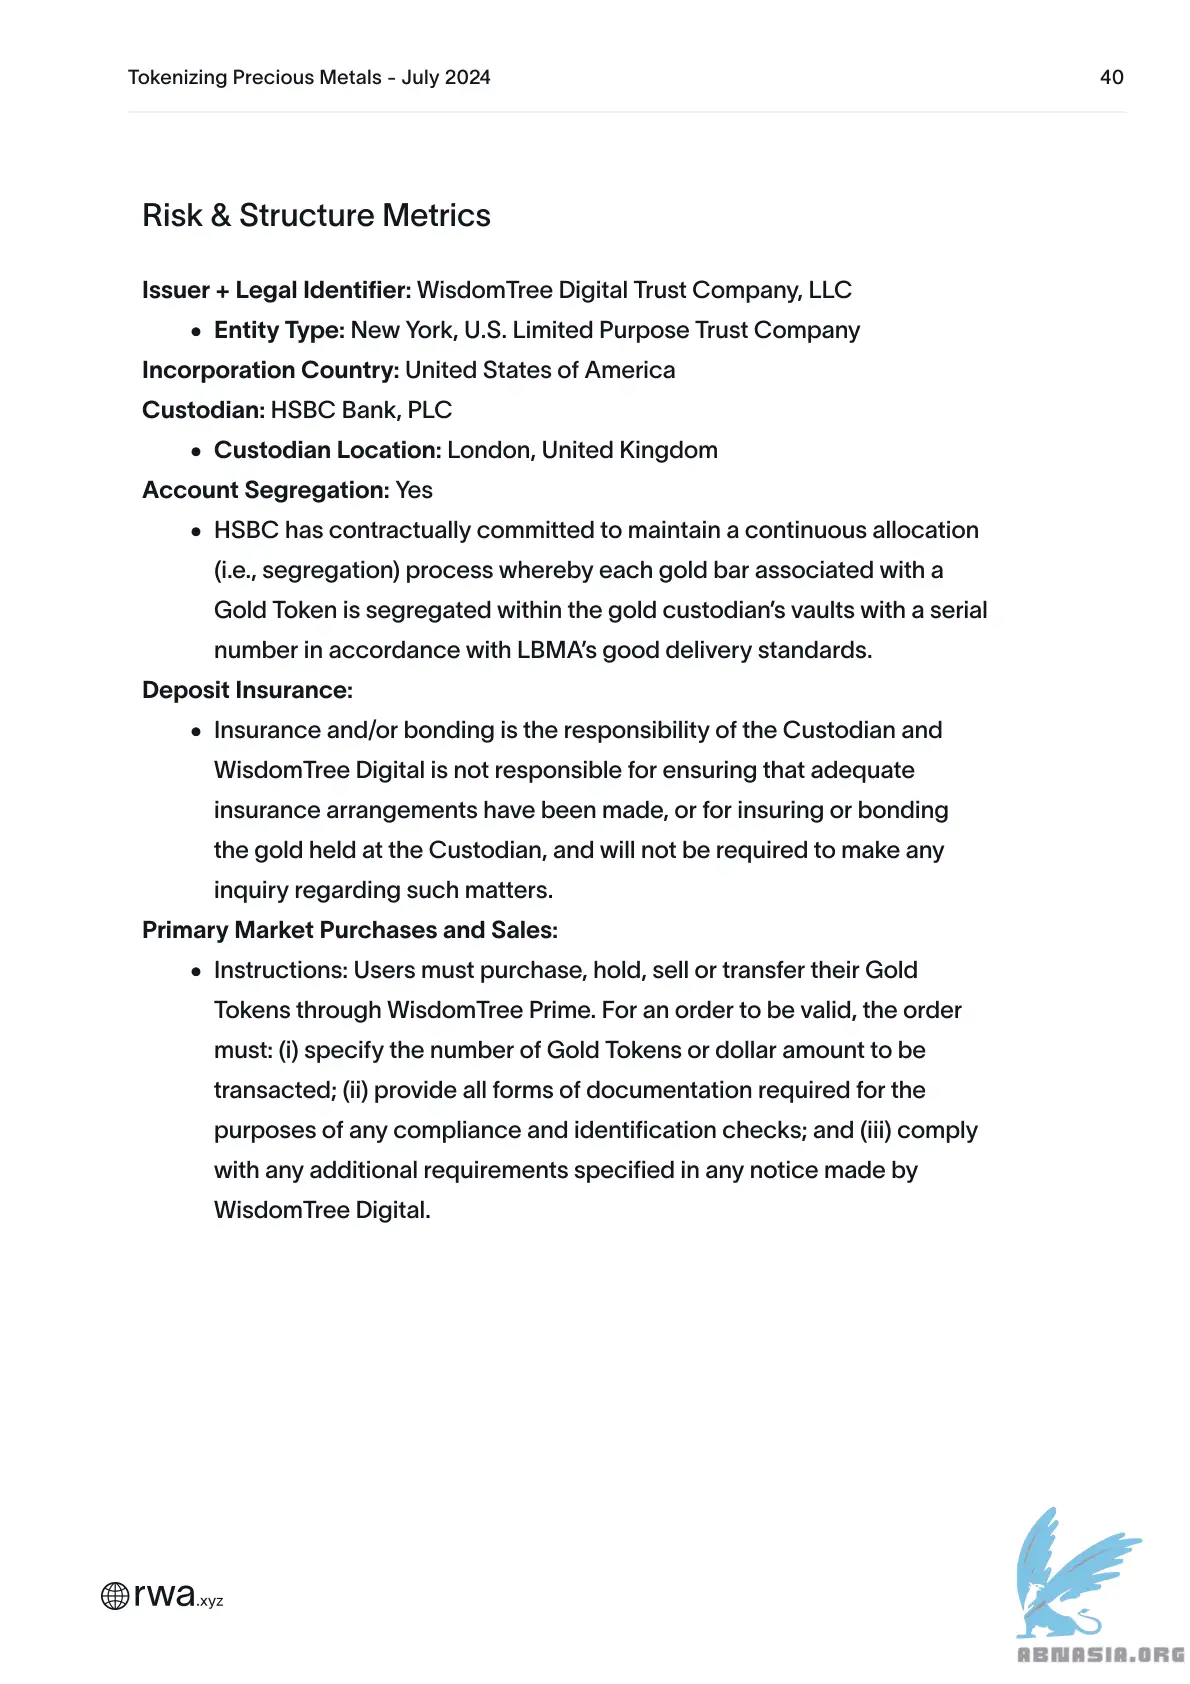 Tokenizing Precious Metals - July 2024
40
Risk & Structure Metrics
Issuer + Legal Identifier: WisdomTree Digital Trust Company, LLC
• Entity Type: New York, U.S. Limited Purpose Trust Company
Incorporation Country: United States of America
Custodian: HSBC Bank, PLC
• Custodian Location: London, United Kingdom
Account Segregation: Yes
• HSBC has contractually committed to maintain a continuous allocation
(i.e., segregation) process whereby each gold bar associated with a
Gold Token is segregated within the gold custodian’s vaults with a serial
number in accordance with LBMA’s good delivery standards.
Deposit Insurance:
• Insurance and/or bonding is the responsibility of the Custodian and
WisdomTree Digital is not responsible for ensuring that adequate
insurance arrangements have been made, or for insuring or bonding
the gold held at the Custodian, and will not be required to make any
inquiry regarding such matters.
Primary Market Purchases and Sales:
• Instructions: Users must purchase, hold, sell or transfer their Gold
Tokens through WisdomTree Prime. For an order to be valid, the order
must: (i) specify the number of Gold Tokens or dollar amount to be
transacted; (ii) provide all forms of documentation required for the
purposes of any compliance and identification checks; and (iii) comply
with any additional requirements specified in any notice made by
WisdomTree Digital.
rwa.xyz
ABNASIA.ORG